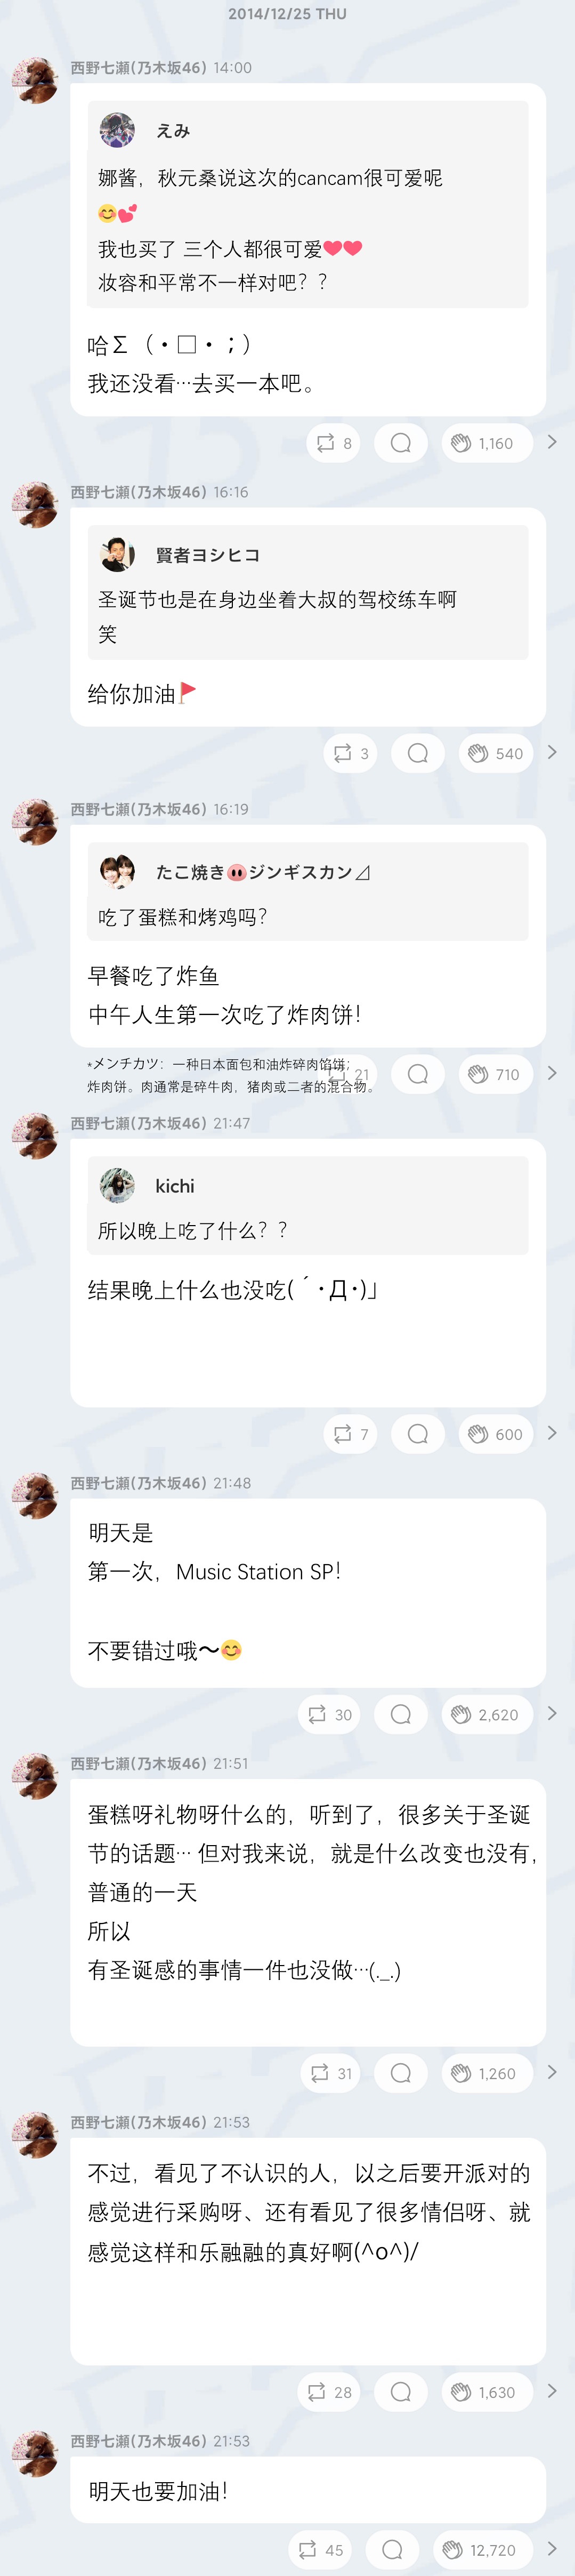 2014/12/25 THU
西野七瀬(乃木坂46) 14:00
えみ
娜酱，秋元桑说这次的cancam很可爱呢
😊💕
我也买了 三个人都很可爱❤❤
妆容和平常不一样对吧？？
哈Σ（・□・；）
我还没看…去买一本吧。
8
1,160
西野七瀬(乃木坂46) 16:16
賢者ヨシヒコ
圣诞节也是在身边坐着大叔的驾校练车啊
笑
给你加油🚩
3
540
西野七瀬(乃木坂46) 16:19
たこ焼き🐽ジンギスカン⊿
吃了蛋糕和烤鸡吗？
早餐吃了炸鱼
中午人生第一次吃了炸肉饼！
*メンチカツ：一种日本面包和油炸碎肉馅饼；
炸肉饼。肉通常是碎牛肉，猪肉或二者的混合物。
21
710
西野七瀬(乃木坂46) 21:47
kichi
所以晚上吃了什么？？
结果晚上什么也没吃(´・Д・)」
7
600
西野七瀬(乃木坂46) 21:48
明天是
第一次，Music Station SP！
不要错过哦〜😊
30
2,620
西野七瀬(乃木坂46) 21:51
蛋糕呀礼物呀什么的，听到了，很多关于圣诞
节的话题… 但对我来说，就是什么改变也没有，
普通的一天
所以
有圣诞感的事情一件也没做…(._.)
31
1,260
西野七瀬(乃木坂46) 21:53
不过，看见了不认识的人，以之后要开派对的
感觉进行采购呀、还有看见了很多情侣呀、就
感觉这样和乐融融的真好啊(^o^)/
28
1,630
西野七瀬(乃木坂46) 21:53
明天也要加油！
45
12,720